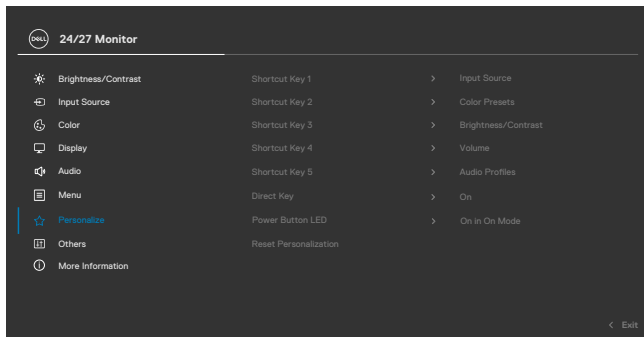 DELL 24/27 Monitor
Brightness/Contrast Shortcut Key 1 > Input Source
Input Source Shortcut Key 2 > Color Presets
Color Shortcut Key 3 > Brightness/Contrast
Display Shortcut Key 4 > Volume
Audio Shortcut Key 5 > Audio Profiles
Menu Direct Key > On
Personalize Power Button LED > On in On Mode
Others Reset Personalization
More Information
< Exit